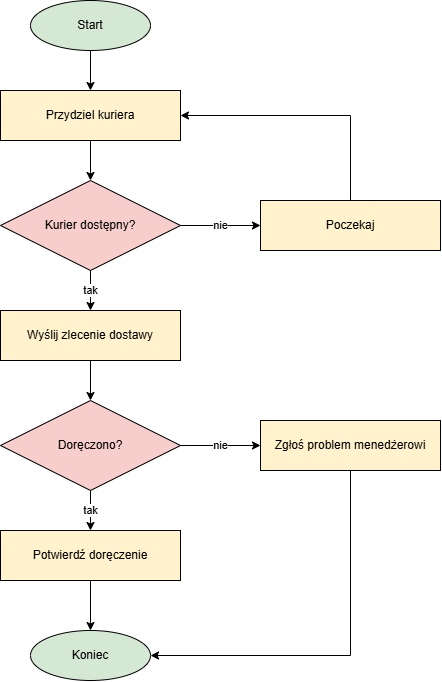 Start
Przydziel kuriera
Kurier dostępny?
nie
Poczekaj
tak
Wyślij zlecenie dostawy
Doręczono?
nie
Zgłoś problem menedżerowi
tak
Potwierdź doręczenie
Koniec